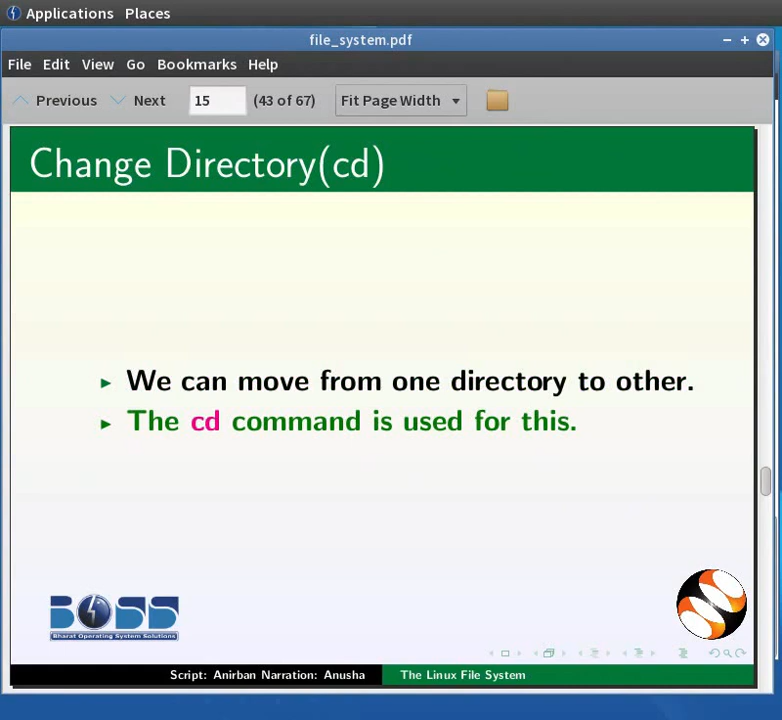 Applications Places
file_system.pdf
File Edit View Go Bookmarks Help
Previous Next 15 (43 of 67) Fit Page Width
Change Directory(cd)
We can move from one directory to other.
The cd command is used for this.
BOSS
Bharat Operating System Solutions
Script: Anirban Narration: Anusha The Linux File System